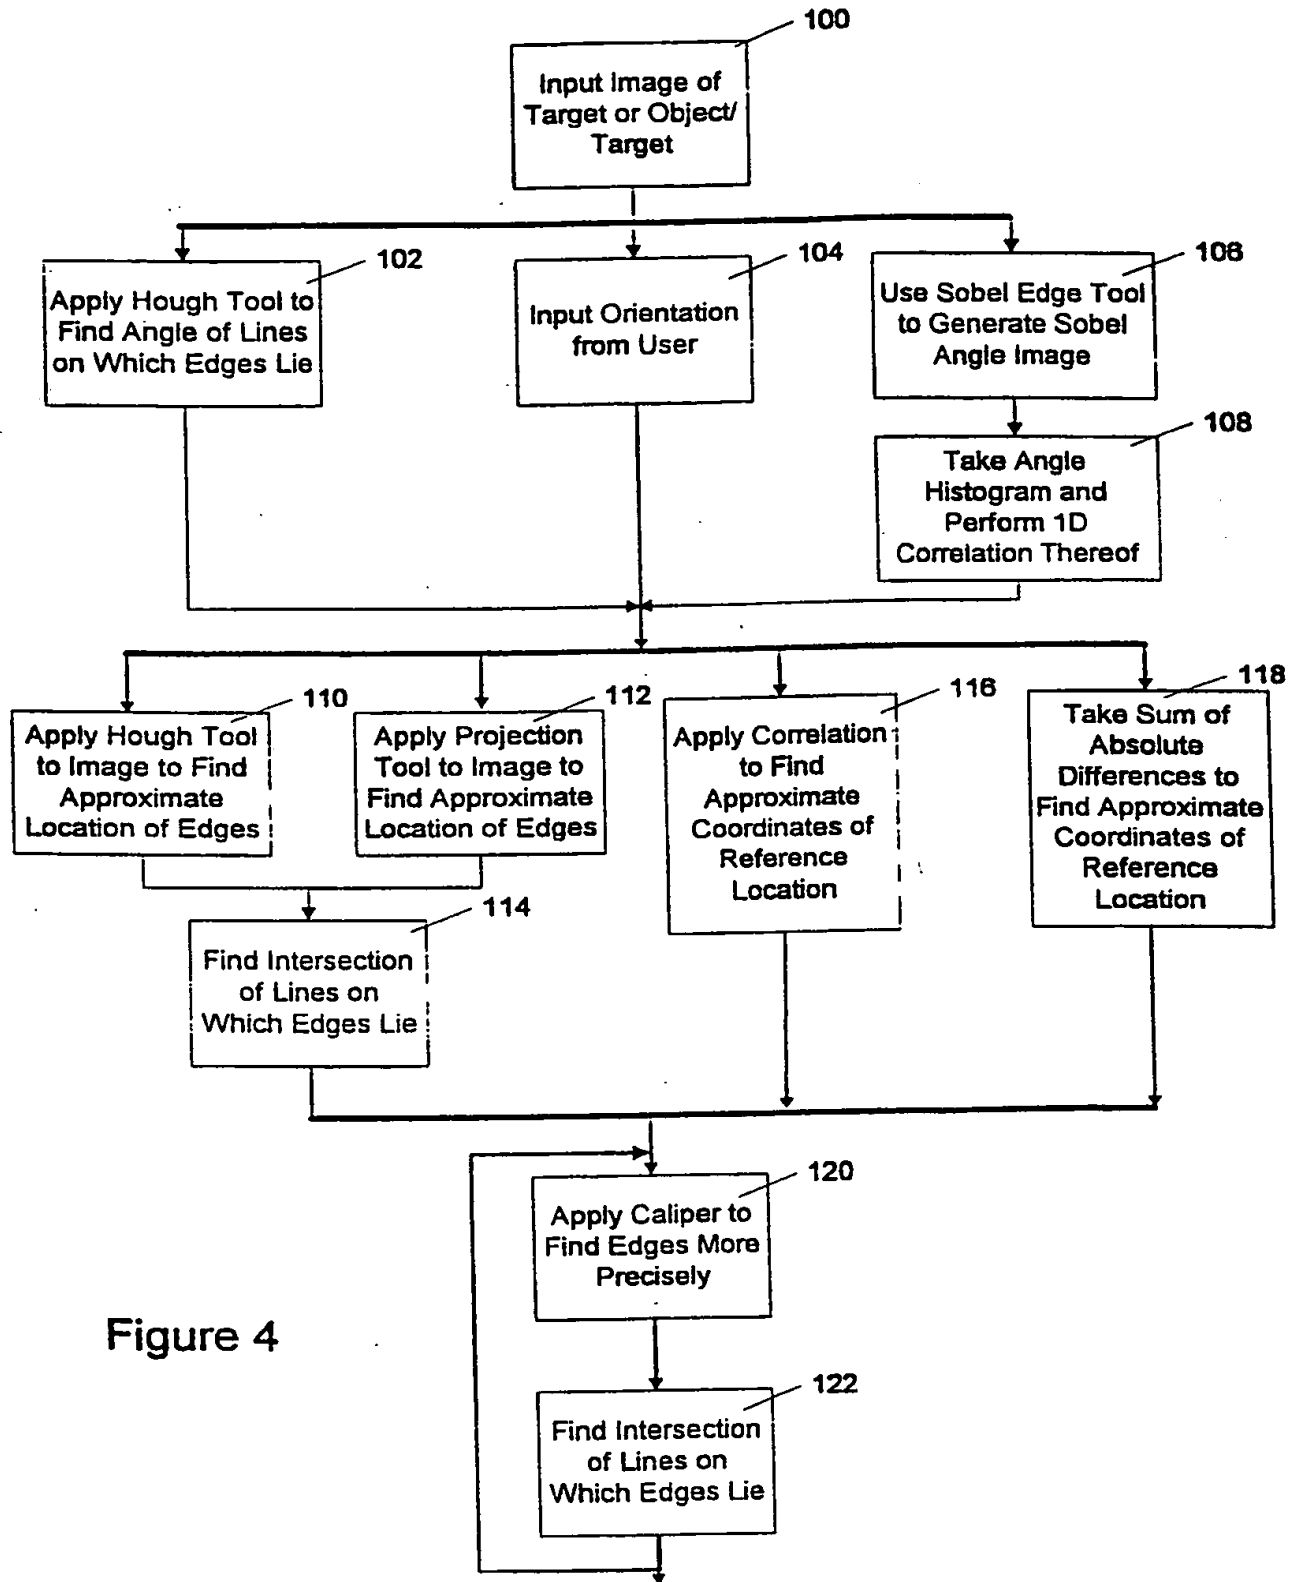 100
Input Image of
Target or Object/
Target
102
Apply Hough Tool to
Find Angle of Lines
on Which Edges Lie
104
Input Orientation
from User
106
Use Sobel Edge Tool
to Generate Sobel
Angle Image
108
Take Angle
Histogram and
Perform 1D
Correlation Thereof
110
Apply Hough Tool
to Image to Find
Approximate
Location of Edges
112
Apply Projection
Tool to Image to
Find Approximate
Location of Edges
114
Find Intersection
of Lines on
Which Edges Lie
116
Apply Correlation
to Find
Approximate
Coordinates of
Reference
Location
118
Take Sum of
Absolute
Differences to
Find Approximate
Coordinates of
Reference
Location
120
Apply Caliper to
Find Edges More
Precisely
122
Find Intersection
of Lines on
Which Edges Lie
Figure 4